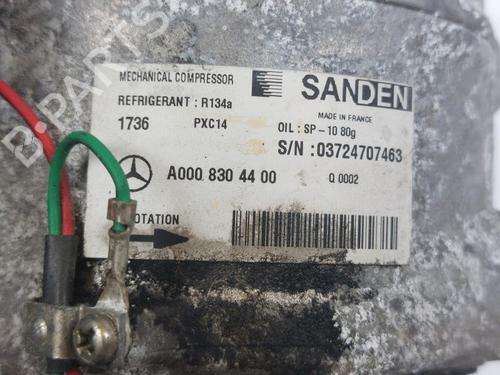 MECHANICAL COMPRESSOR
SANDEN
REFRIGERANT : R134a
MADE IN FRANCE
1736 PXC14 OIL : SP - 10 80g
S/N : 03724707463
A000 830 44 00 Q 0002
OTATION